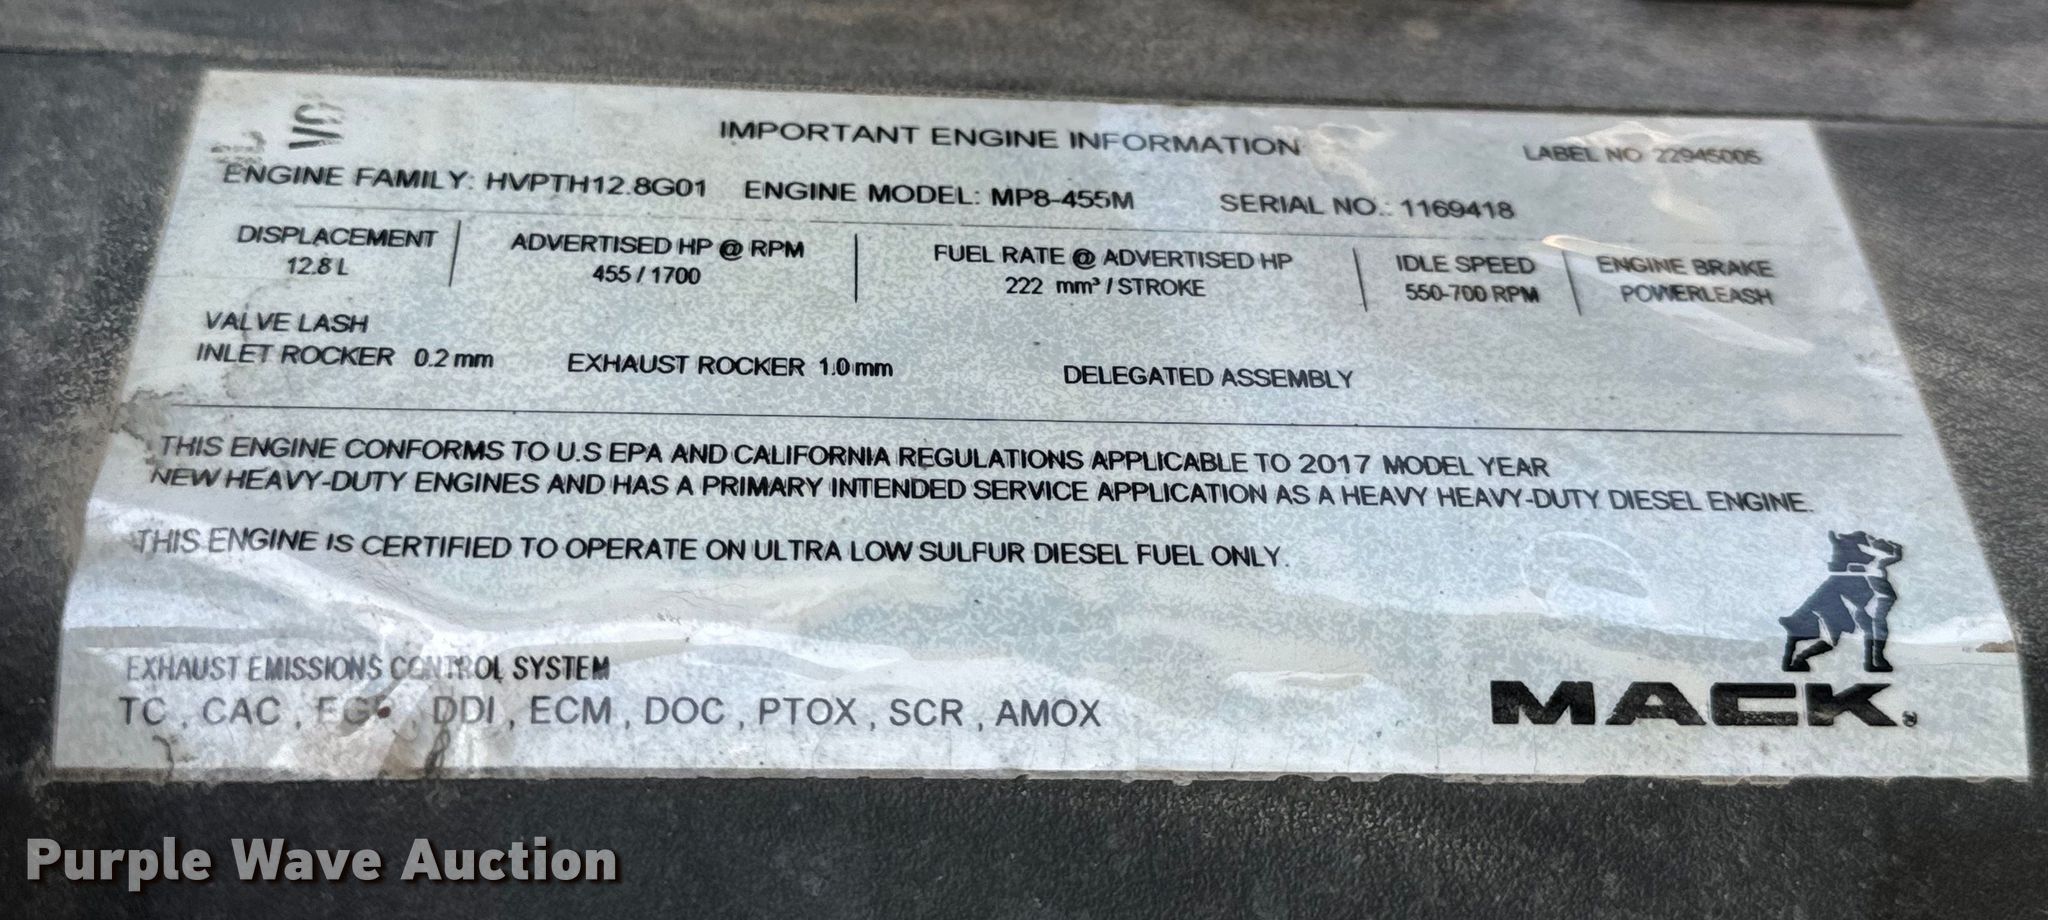 IMPORTANT ENGINE INFORMATION
LABEL NO 22945005
ENGINE FAMILY: HVPTH12.8G01 ENGINE MODEL: MP8-455M SERIAL NO.: 1169418
DISPLACEMENT
12.8 L
ADVERTISED HP @ RPM
455 / 1700
FUEL RATE @ ADVERTISED HP
222 mm³ / STROKE
IDLE SPEED
550-700 RPM
ENGINE BRAKE
POWERLEASH
VALVE LASH
INLET ROCKER 0.2 mm EXHAUST ROCKER 1.0 mm DELEGATED ASSEMBLY
THIS ENGINE CONFORMS TO U.S EPA AND CALIFORNIA REGULATIONS APPLICABLE TO 2017 MODEL YEAR
NEW HEAVY-DUTY ENGINES AND HAS A PRIMARY INTENDED SERVICE APPLICATION AS A HEAVY HEAVY-DUTY DIESEL ENGINE.
THIS ENGINE IS CERTIFIED TO OPERATE ON ULTRA LOW SULFUR DIESEL FUEL ONLY.
EXHAUST EMISSIONS CONTROL SYSTEM
TC , CAC , DDI , ECM , DOC , PTOX , SCR , AMOX
MACK®
Purple Wave Auction